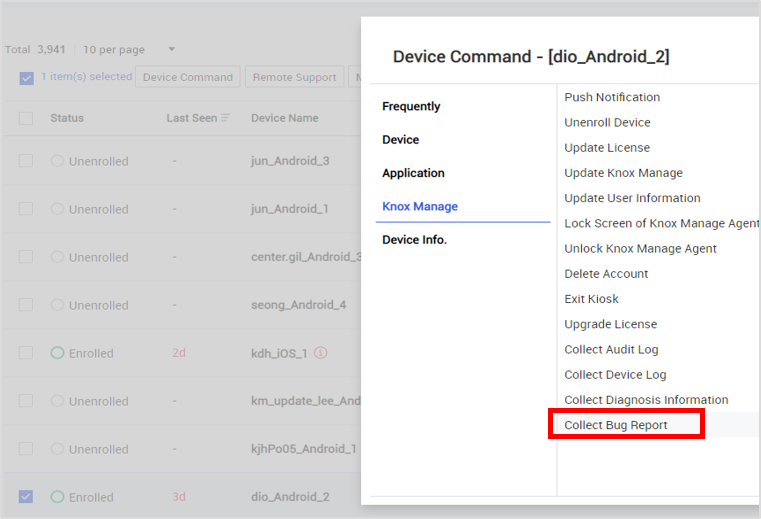 Total 3,941 10 per page
1 item(s) selected Device Command Remote Support
Status Last Seen Device Name
Unenrolled - jun_Android_3
Unenrolled - jun_Android_1
Unenrolled - center.gil_Android_3
Unenrolled - seong_Android_4
Enrolled 2d kdh_iOS_1
Unenrolled - km_update_lee_And
Unenrolled - kjhPo05_Android_1
Enrolled 3d dio_Android_2
Device Command - [dio_Android_2]
Frequently
Device
Application
Knox Manage
Device Info.
Push Notification
Unenroll Device
Update License
Update Knox Manage
Update User Information
Lock Screen of Knox Manage Agent
Unlock Knox Manage Agent
Delete Account
Exit Kiosk
Upgrade License
Collect Audit Log
Collect Device Log
Collect Diagnosis Information
Collect Bug Report